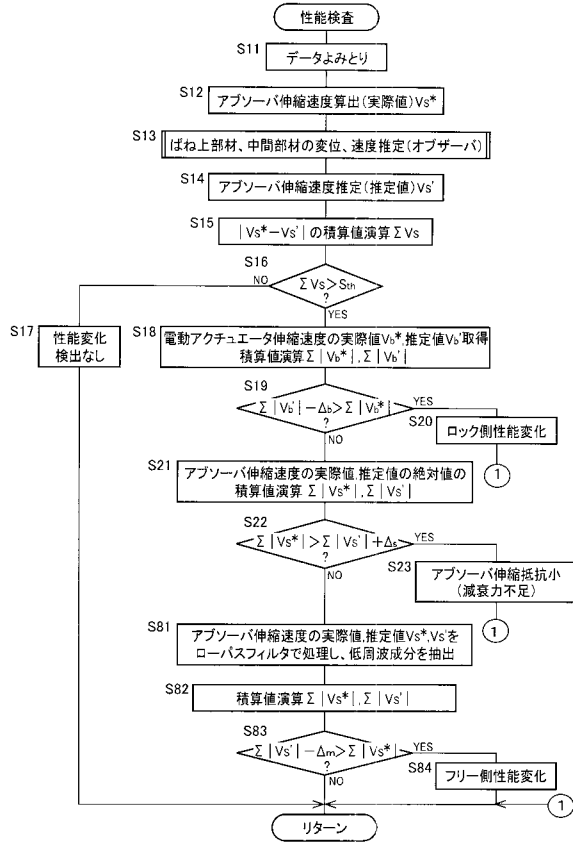 性能検査
S11
データよみとり
S12
アブソーバ伸縮速度算出(実際値)Vs*
S13
ばね上部材、中間部材の変位、速度推定(オブザーバ)
S14
アブソーバ伸縮速度推定(推定値)Vs'
S15
|Vs*−Vs'|の積算値演算ΣVs
S16
ΣVs>Sth
?
NO
YES
S17
性能変化
検出なし
S18
電動アクチュエータ伸縮速度の実際値Vb*,推定値Vb'取得
積算値演算Σ|Vb*|,Σ|Vb'|
S19
Σ|Vb'|−Δb>Σ|Vb*|
?
YES
NO
S20
ロック側性能変化
1
S21
アブソーバ伸縮速度の実際値,推定値の絶対値の
積算値演算Σ|Vs*|,Σ|Vs'|
S22
Σ|Vs*|>Σ|Vs'|+Δs
?
YES
NO
S23
アブソーバ伸縮抵抗小
(減衰力不足)
1
S81
アブソーバ伸縮速度の実際値,推定値Vs*,Vs'を
ローパスフィルタで処理し、低周波成分を抽出
S82
積算値演算Σ|Vs*|,Σ|Vs'|
S83
Σ|Vs'|−Δm>Σ|Vs*|
?
YES
NO
S84
フリー側性能変化
1
リターン